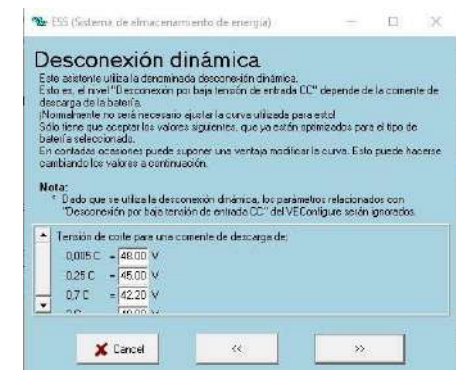 ESS (Sistema de almacenamiento de energía)
Desconexión dinámica
Este asistente utiliza la denominada desconexión dinámica.
Esto es, el nivel "Desconexión por baja tensión de entrada CC" depende de la corriente de
descarga de la batería.
¡Normalmente no será necesario ajustar la curva utilizada para esto!
Sólo tiene que aceptar los valores siguientes, que ya están optimizados para el tipo de
batería seleccionado.
En contadas ocasiones puede suponer una ventaja modificar la curva. Esto puede hacerse
cambiando los valores a continuación.
Nota:
* Dado que se utiliza la desconexión dinámica, los parámetros relacionados con
"Desconexión por baja tensión de entrada CC" del VEConfigure serán ignorados.
Tensión de corte para una corriente de descarga de:
0,005 C = 48.00 V
0,25 C = 45.00 V
0,7 C = 42.20 V
Cancel << >>